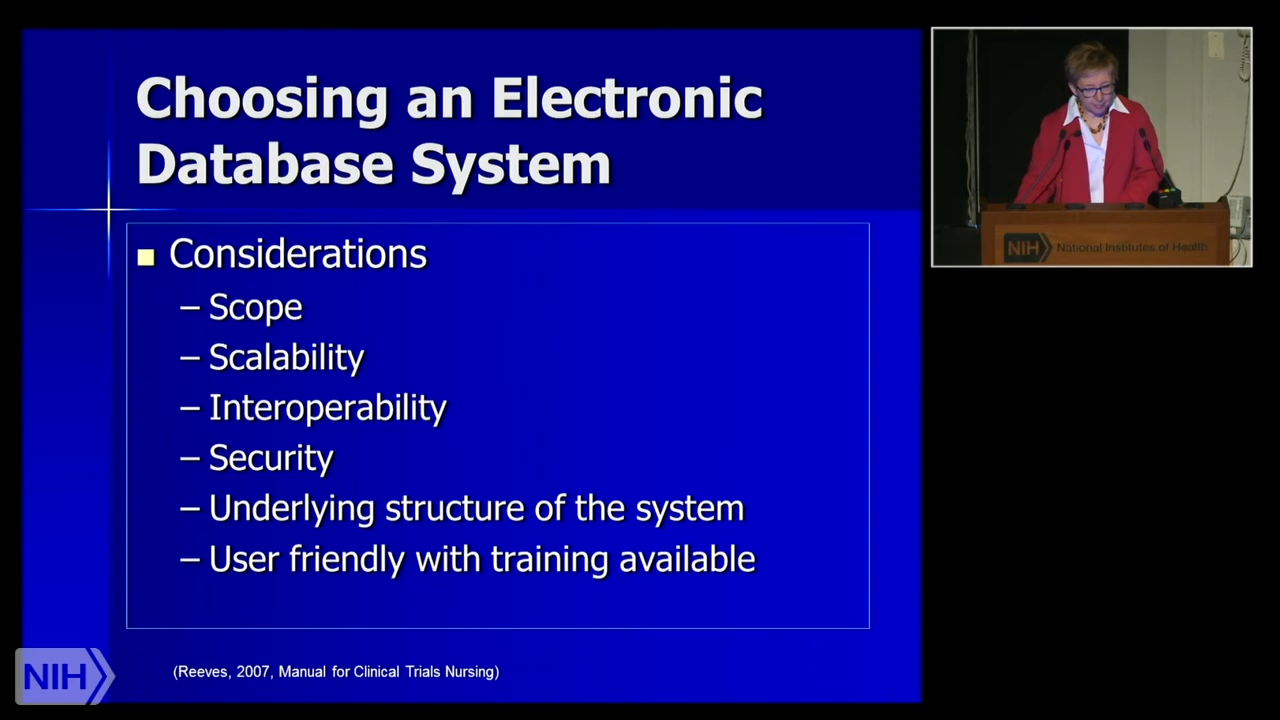 Choosing an Electronic
Database System
Considerations
– Scope
– Scalability
– Interoperability
– Security
– Underlying structure of the system
– User friendly with training available
(Reeves, 2007, Manual for Clinical Trials Nursing)
NIH
NIH National Institutes of Health